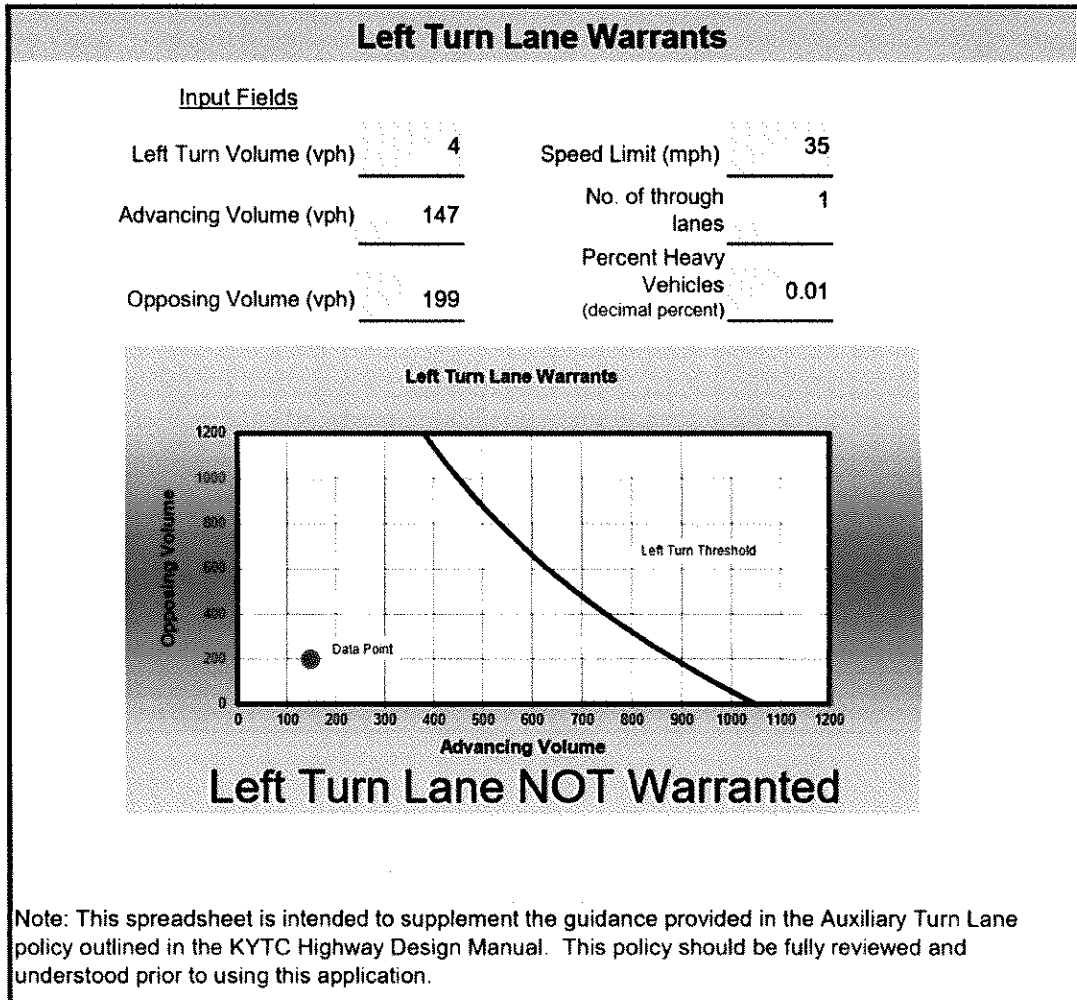 Left Turn Lane Warrants
Input Fields
Left Turn Volume (vph) 4
Speed Limit (mph) 35
Advancing Volume (vph) 147
No. of through
lanes 1
Opposing Volume (vph) 199
Percent Heavy
Vehicles
(decimal percent) 0.01
Left Turn Lane Warrants
Opposing Volume
1200
1000
800
600
400
200
0
Left Turn Threshold
Data Point
0 100 200 300 400 500 600 700 800 900 1000 1100 1200
Advancing Volume
Left Turn Lane NOT Warranted
Note: This spreadsheet is intended to supplement the guidance provided in the Auxiliary Turn Lane
policy outlined in the KYTC Highway Design Manual. This policy should be fully reviewed and
understood prior to using this application.